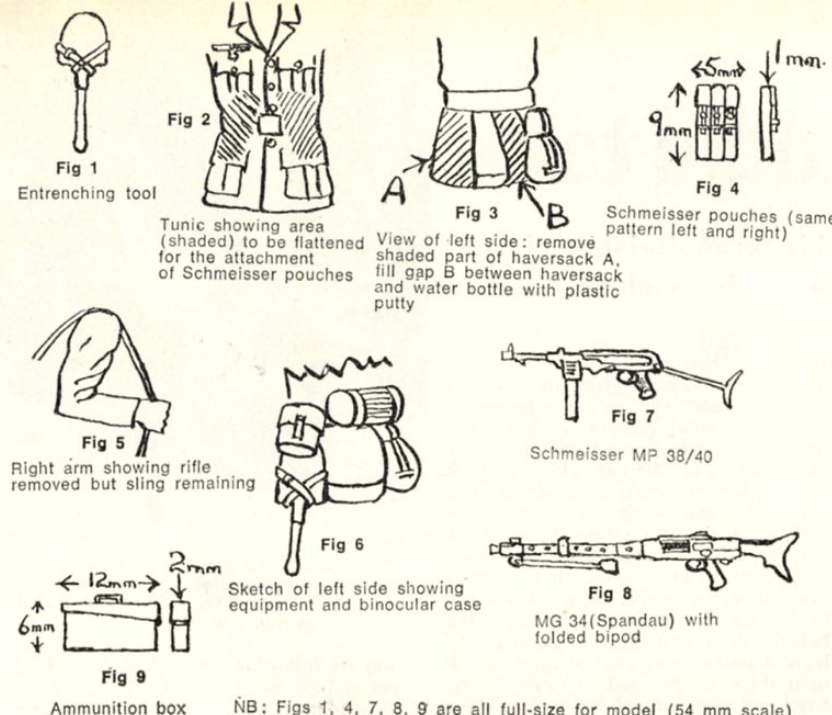 Fig 1
Entrenching tool
Fig 2
Tunic showing area
(shaded) to be flattened
for the attachment
of Schmeisser pouches
A
B
Fig 3
View of left side: remove
shaded part of haversack A,
fill gap B between haversack
and water bottle with plastic
putty
5mm
1mm.
9mm
Fig 4
Schmeisser pouches (same
pattern left and right)
Fig 5
Right arm showing rifle
removed but sling remaining
Fig 6
Sketch of left side showing
equipment and binocular case
Fig 7
Schmeisser MP 38/40
Fig 8
MG 34(Spandau) with
folded bipod
12mm
2mm
6mm
Fig 9
Ammunition box
NB: Figs 1, 4, 7, 8, 9 are all full-size for model (54 mm scale)